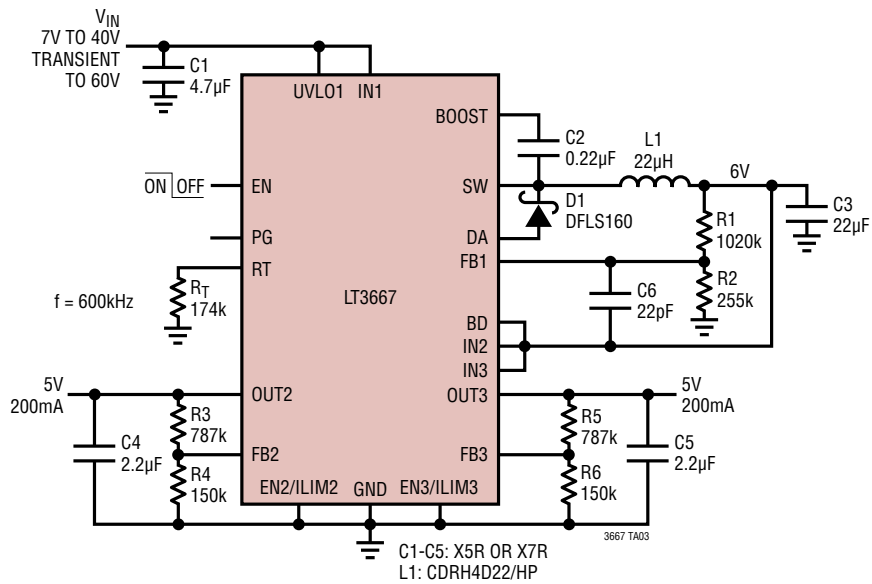 VIN
7V TO 40V
TRANSIENT
TO 60V
C1
4.7µF
UVLO1 IN1
BOOST
C2
0.22µF
L1
22µH
6V
ON OFF
EN
SW
D1
DFLS160
C3
22µF
R1
1020k
PG
DA
FB1
RT
RT
174k
f = 600kHz
LT3667
C6
22pF
R2
255k
BD
IN2
IN3
5V
200mA
OUT2
OUT3
5V
200mA
R3
787k
R5
787k
C4
2.2µF
C5
2.2µF
FB2
FB3
R4
150k
R6
150k
EN2/ILIM2 GND EN3/ILIM3
3667 TA03
C1-C5: X5R OR X7R
L1: CDRH4D22/HP